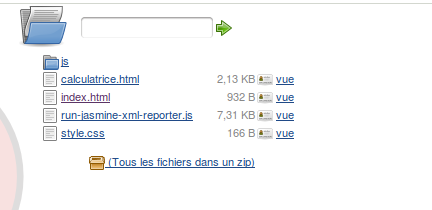 js
calculatrice.html 2,13 KB vue
index.html 932 B vue
run-jasmine-xml-reporter.js 7,31 KB vue
style.css 166 B vue
(Tous les fichiers dans un zip)